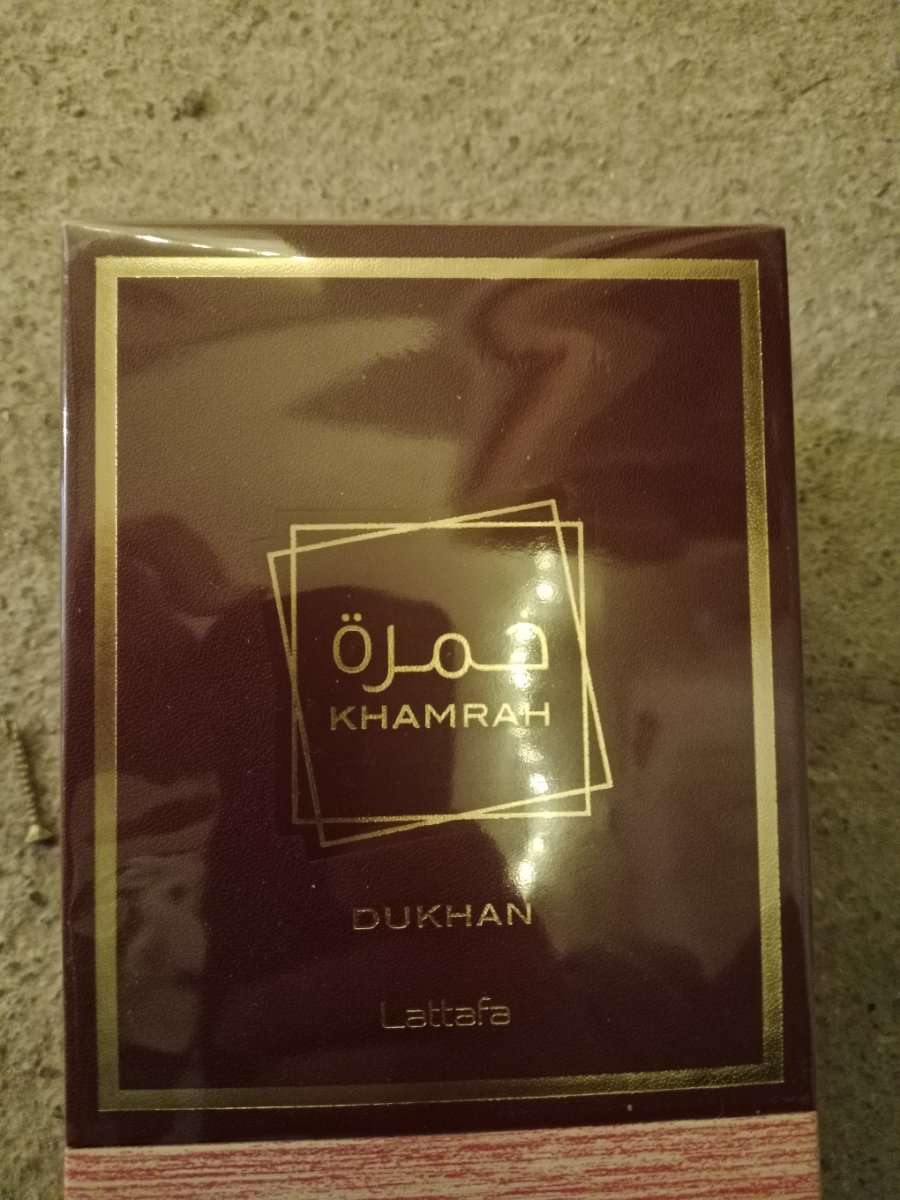 خمرة
KHAMRAH
DUKHAN
Lattafa